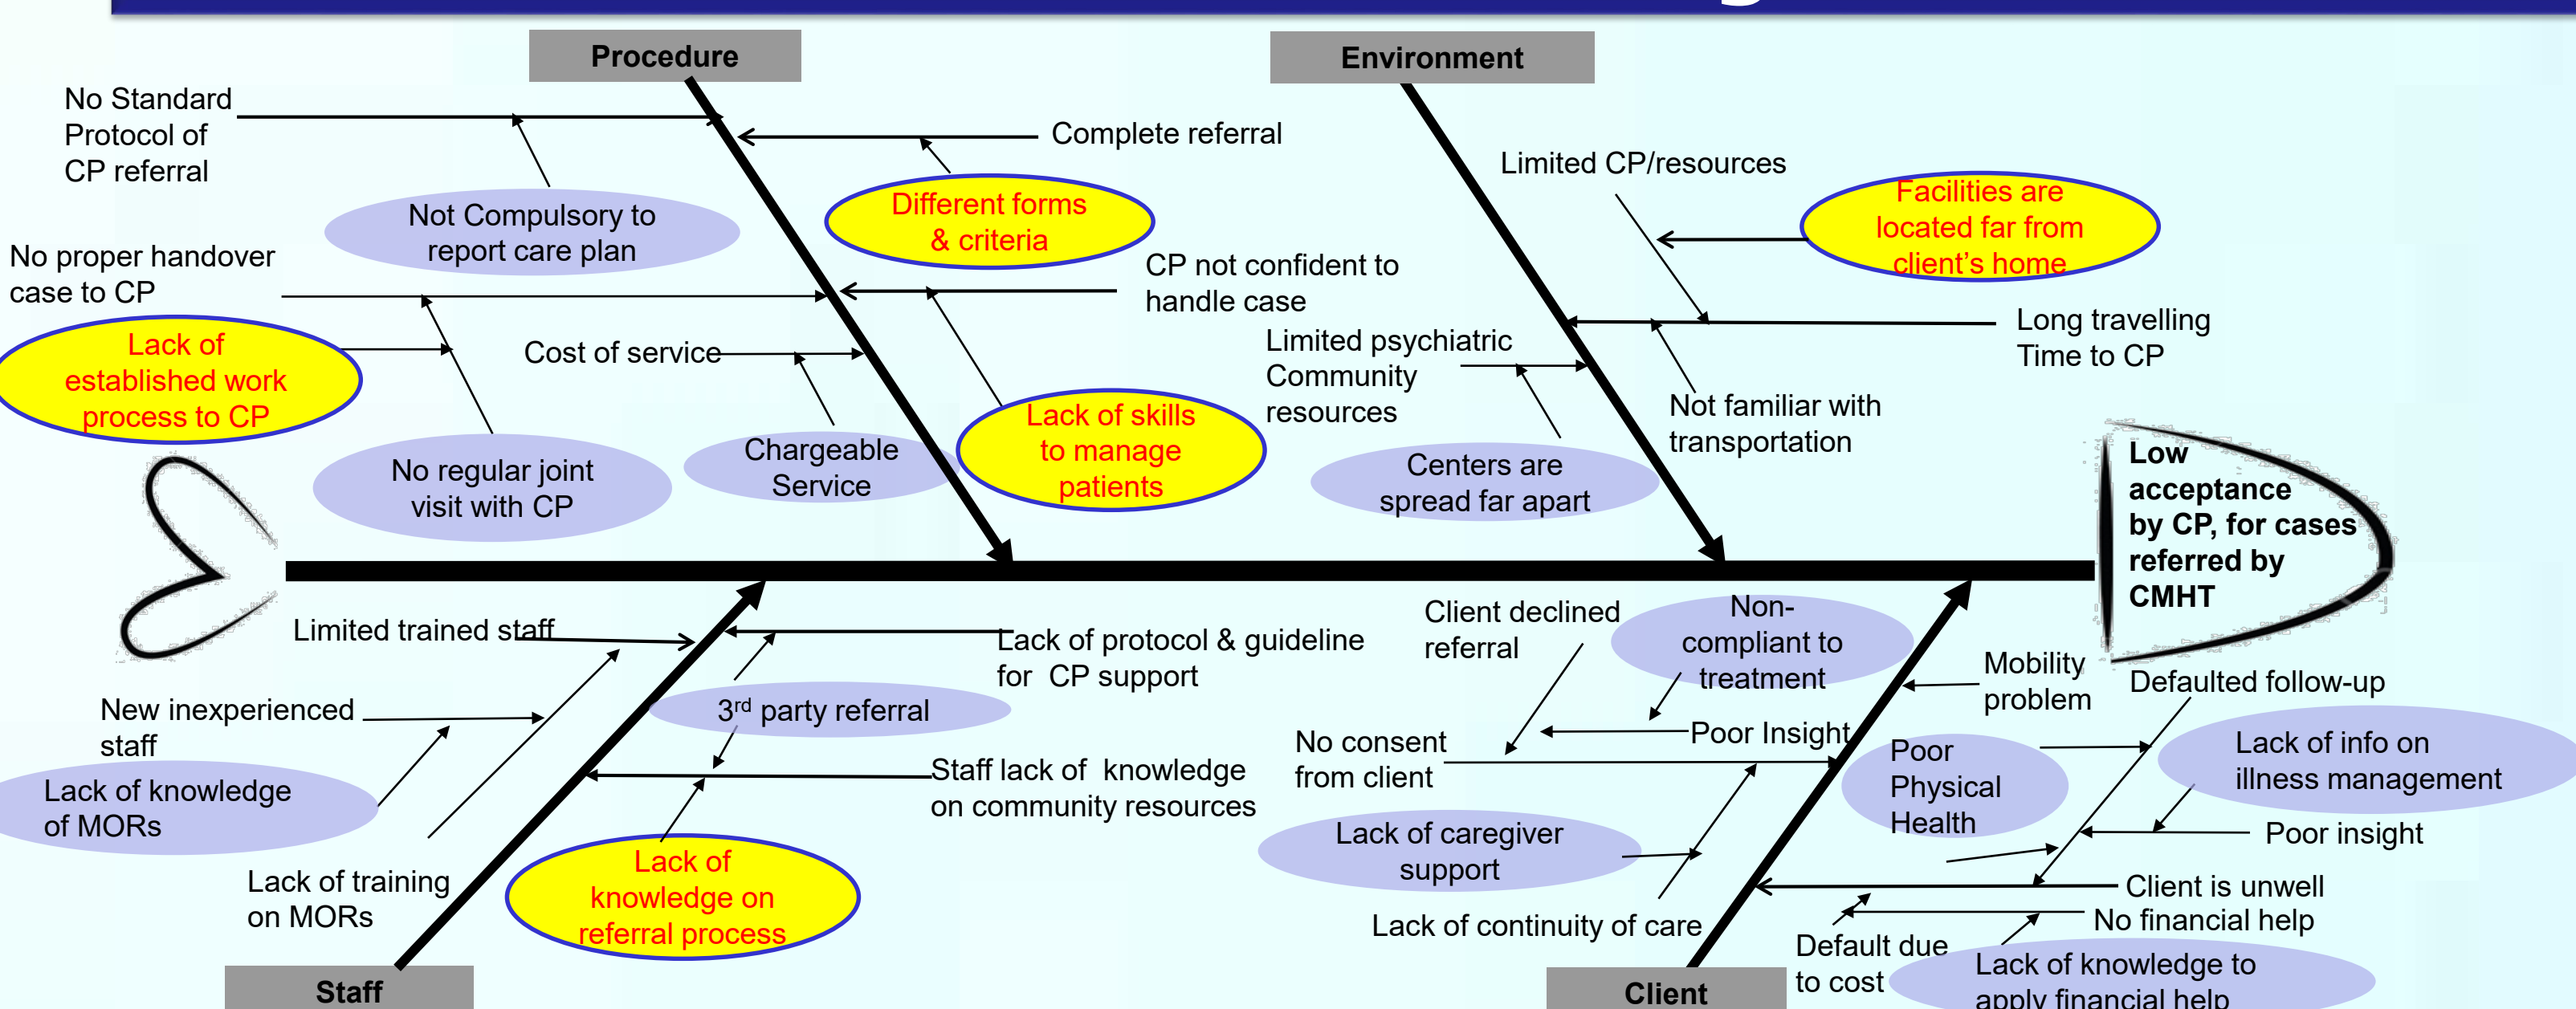 Procedure
Environment
No Standard
Protocol of
CP referral
Complete referral
Limited CP/resources
Not Compulsory to
report care plan
Different forms
& criteria
Facilities are
located far from
client's home
No proper handover
case to CP
CP not confident to
handle case
Lack of
established work
process to CP
Cost of service
Limited psychiatric
Community
resources
Long travelling
Time to CP
Not familiar with
transportation
No regular joint
visit with CP
Chargeable
Service
Lack of skills
to manage
patients
Centers are
spread far apart
Low
acceptance
by CP, for cases
referred by
CMHT
Limited trained staff
Lack of protocol & guideline
for CP support
Client declined
referral
Non-
compliant to
treatment
Mobility
problem
Defaulted follow-up
New inexperienced
staff
3rd party referral
No consent
from client
Poor Insight
Poor
Physical
Health
Lack of info on
illness management
Lack of knowledge
of MORs
Staff lack of knowledge
on community resources
Lack of caregiver
support
Poor insight
Lack of training
on MORs
Lack of
knowledge on
referral process
Lack of continuity of care
Client is unwell
No financial help
Default due
to cost
Lack of knowledge to
apply financial help
Staff
Client